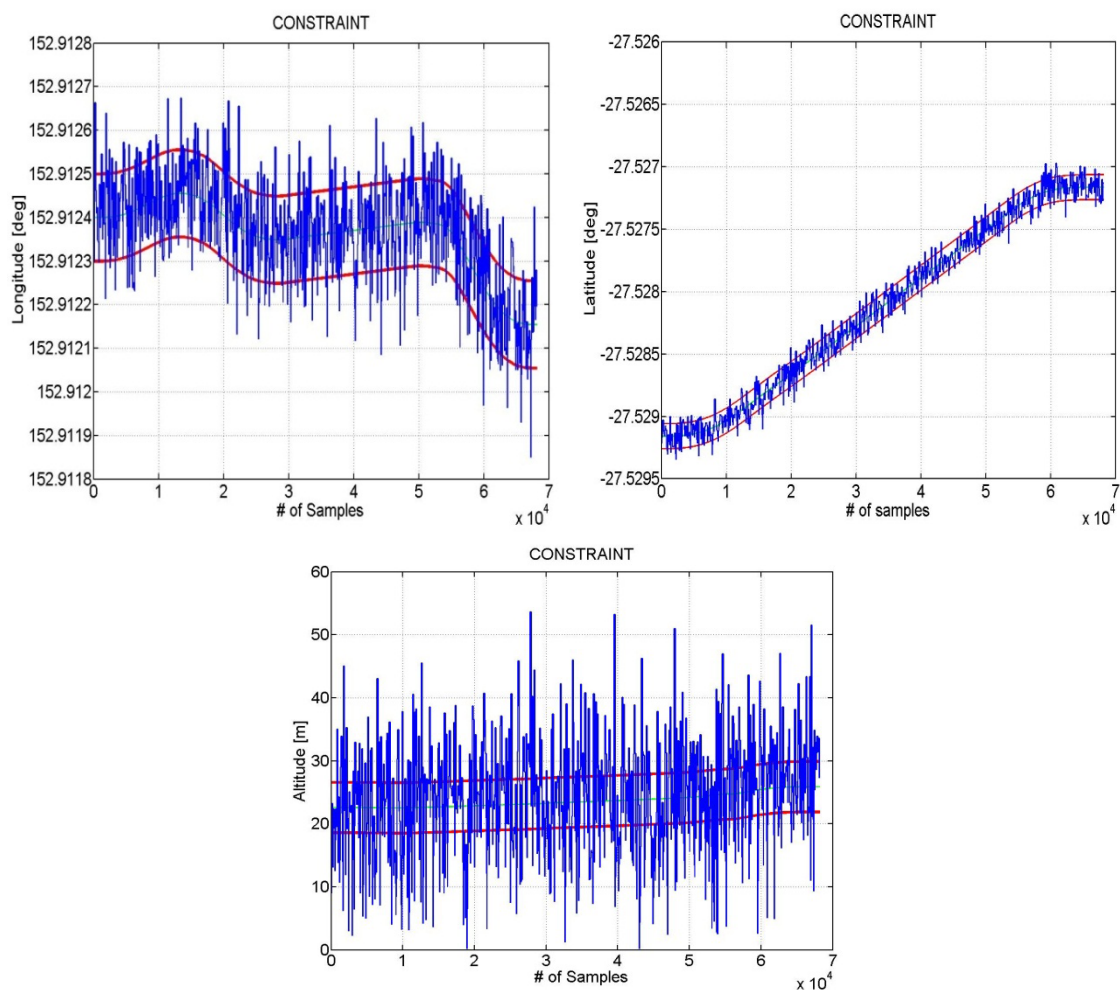 CONSTRAINT
152.9128
152.9127
152.9126
152.9125
152.9124
152.9123
152.9122
152.9121
152.912
152.9119
152.9118
Longitude [deg]
0 1 2 3 4 5 6 7
# of Samples
x 10^4
CONSTRAINT
-27.526
-27.5265
-27.527
-27.5275
-27.528
-27.5285
-27.529
-27.5295
Latitude [deg]
0 1 2 3 4 5 6 7
# of samples
x 10^4
CONSTRAINT
60
50
40
30
20
10
0
Altitude [m]
0 1 2 3 4 5 6 7
# of Samples
x 10^4